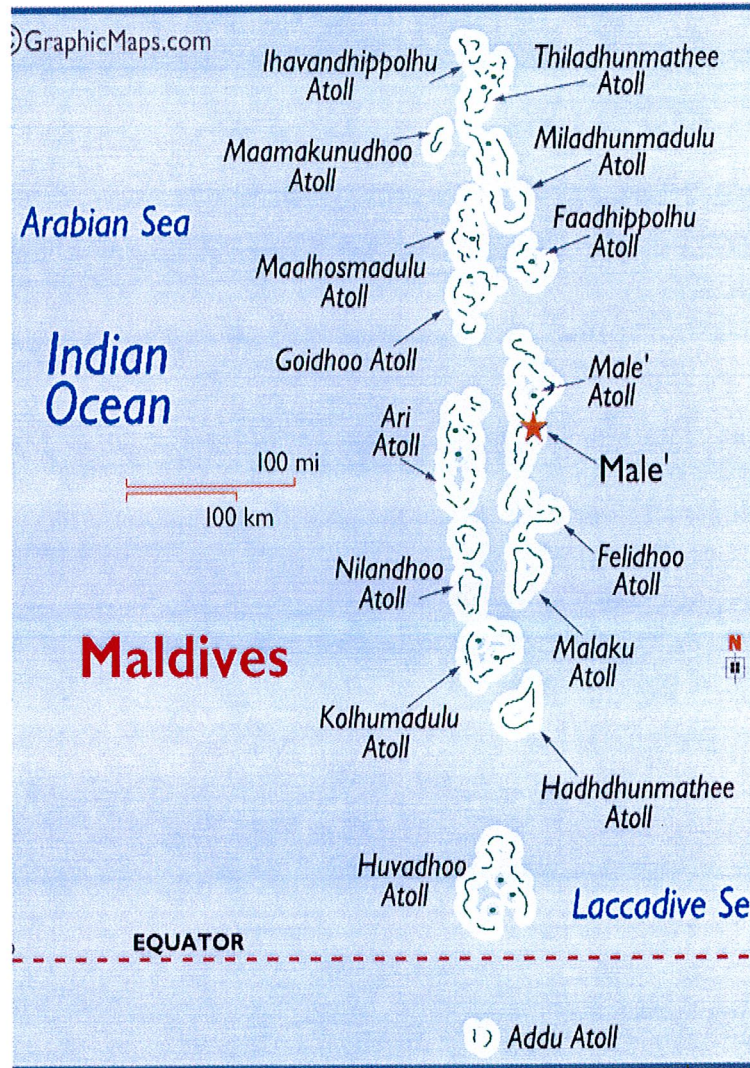 ©GraphicMaps.com
Ihavandhippolhu
Atoll
Thiladhunmathee
Atoll
Maamakunudhoo
Atoll
Miladhunmadulu
Atoll
Arabian Sea
Faadhippolhu
Atoll
Maalhosmadulu
Atoll
Indian
Ocean
Goidhoo Atoll
Male'
Atoll
Ari
Atoll
100 mi
100 km
Male'
Nilandhoo
Atoll
Felidhoo
Atoll
Maldives
Malaku
Atoll
N
Kolhumadulu
Atoll
Hadhdhunmathee
Atoll
Huvadhoo
Atoll
Laccadive Se
EQUATOR
Addu Atoll